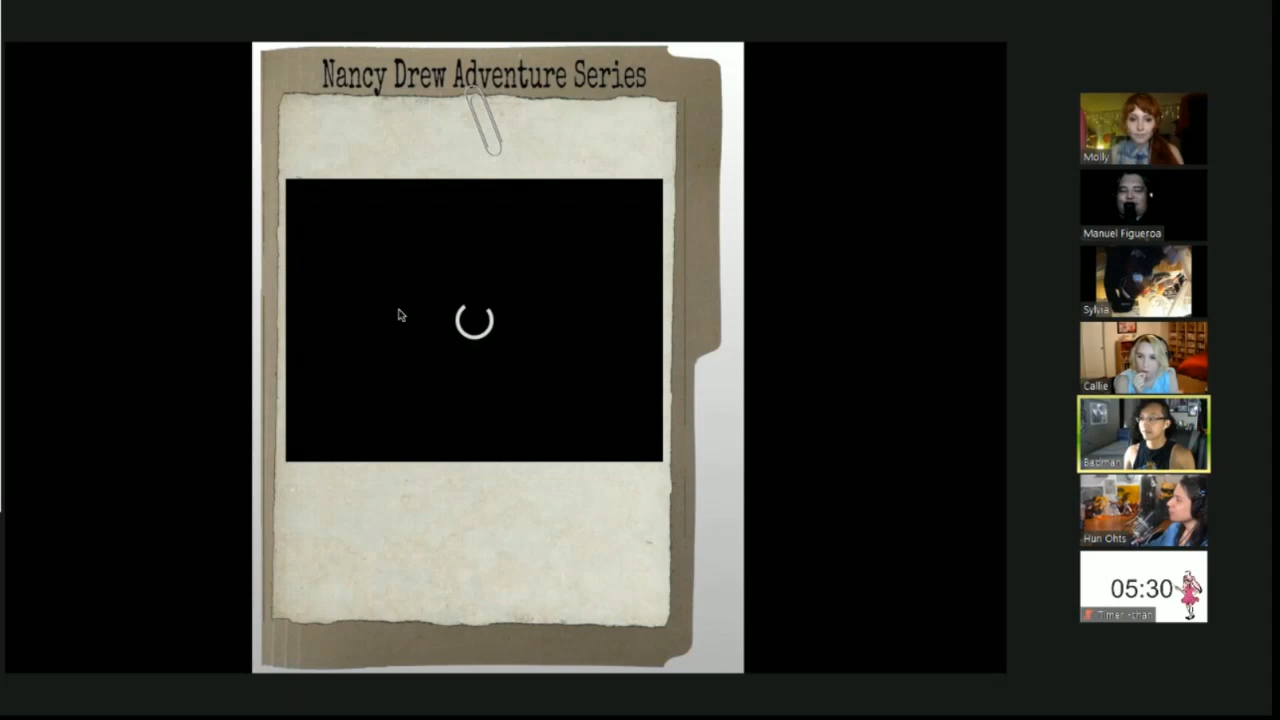 Nancy Drew Adventure Series
Molly
Manuel Figueroa
Sylvia
Callie
Badman
Hun Ohts
05:30
Timer -chan